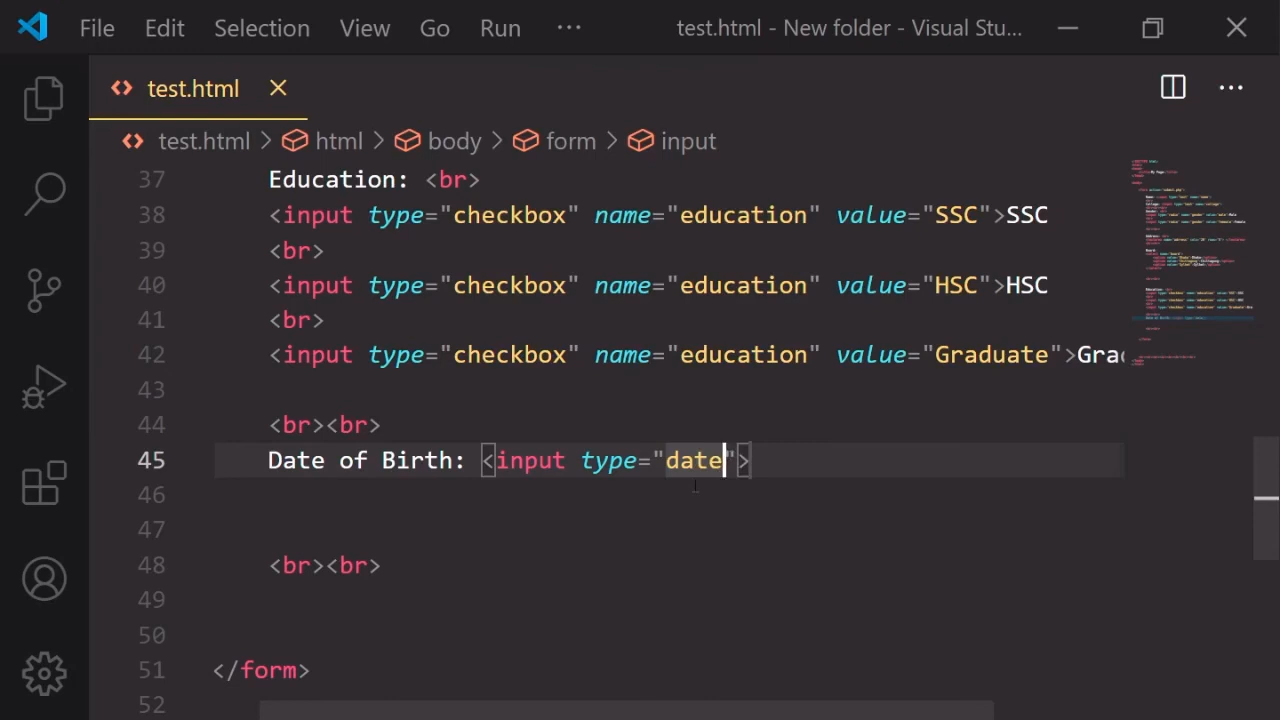 File Edit Selection View Go Run ··· test.html - New folder - Visual Stu...
test.html
test.html > html > body > form > input
37 Education: <br>
38 <input type="checkbox" name="education" value="SSC">SSC
39 <br>
40 <input type="checkbox" name="education" value="HSC">HSC
41 <br>
42 <input type="checkbox" name="education" value="Graduate">Grad
43
44 <br><br>
45 Date of Birth: <input type="date">
46
47
48 <br><br>
49
50
51 </form>
52